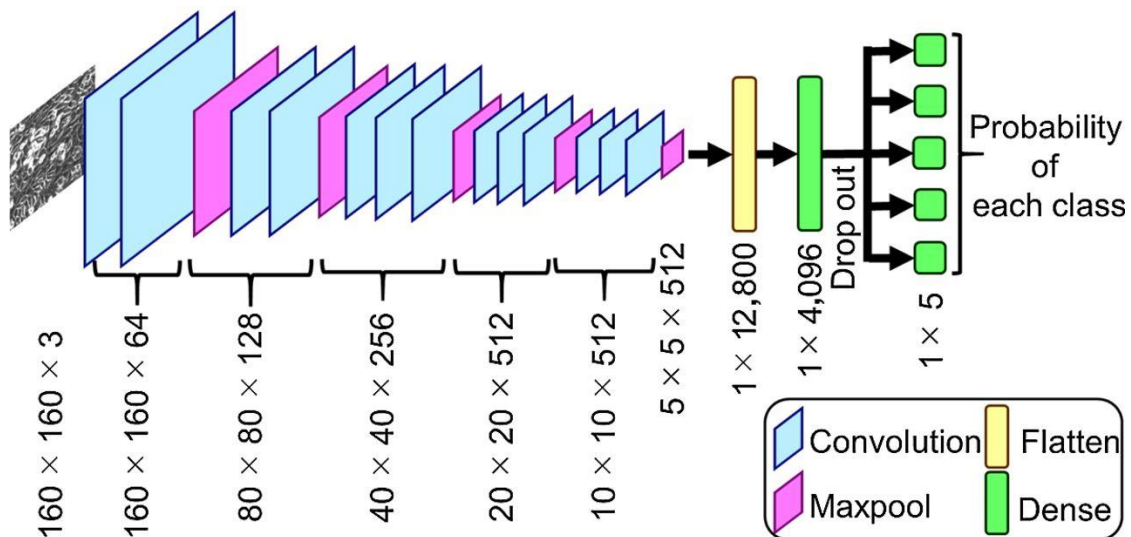 160 × 160 × 3
160 × 160 × 64
80 × 80 × 128
40 × 40 × 256
20 × 20 × 512
10 × 10 × 512
5 × 5 × 512
1 × 12,800
1 × 4,096
Drop out
1 × 5
Probability
of
each class
Convolution
Flatten
Maxpool
Dense